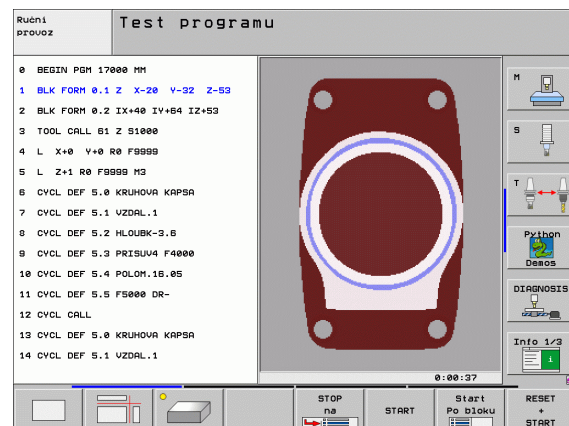 Ruční
provoz
Test programu
0 BEGIN PGM 17000 MM
1 BLK FORM 0.1 Z X-20 Y-32 Z-53
2 BLK FORM 0.2 IX+40 IY+64 IZ+53
3 TOOL CALL 61 Z S1000
4 L X+0 Y+0 R0 F9999
5 L Z+1 R0 F9999 M3
6 CYCL DEF 5.0 KRUHOVA KAPSA
7 CYCL DEF 5.1 VZDAL.1
8 CYCL DEF 5.2 HLOUBK-3.6
9 CYCL DEF 5.3 PRISUV4 F4000
10 CYCL DEF 5.4 POLOM.16.05
11 CYCL DEF 5.5 F5000 DR-
12 CYCL CALL
13 CYCL DEF 5.0 KRUHOVA KAPSA
14 CYCL DEF 5.1 VZDAL.1
0:00:37
M
S
T
Python
Demos
DIAGNOSIS
Info 1/3
i
STOP
na
START
Start
Po bloku
RESET
+
START